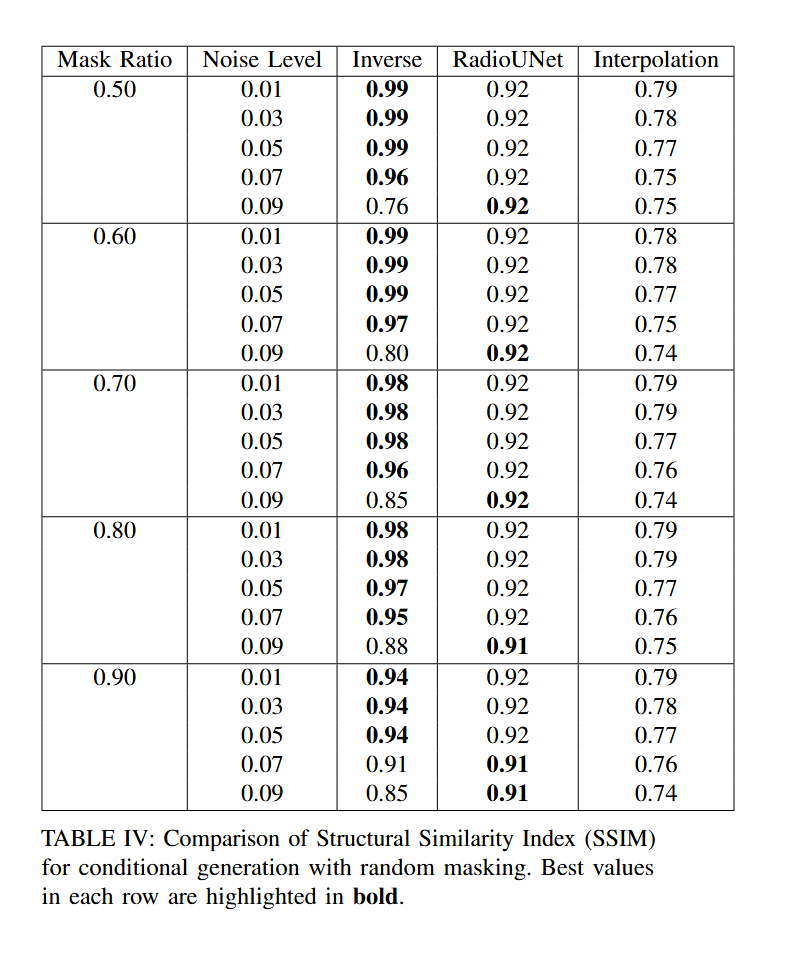 Mask Ratio Noise Level Inverse RadioUNet Interpolation
0.50 0.01 0.99 0.92 0.79
0.03 0.99 0.92 0.78
0.05 0.99 0.92 0.77
0.07 0.96 0.92 0.75
0.09 0.76 0.92 0.75
0.60 0.01 0.99 0.92 0.78
0.03 0.99 0.92 0.78
0.05 0.99 0.92 0.77
0.07 0.97 0.92 0.75
0.09 0.80 0.92 0.74
0.70 0.01 0.98 0.92 0.79
0.03 0.98 0.92 0.79
0.05 0.98 0.92 0.77
0.07 0.96 0.92 0.76
0.09 0.85 0.92 0.74
0.80 0.01 0.98 0.92 0.79
0.03 0.98 0.92 0.79
0.05 0.97 0.92 0.77
0.07 0.95 0.92 0.76
0.09 0.88 0.91 0.75
0.90 0.01 0.94 0.92 0.79
0.03 0.94 0.92 0.78
0.05 0.94 0.92 0.77
0.07 0.91 0.91 0.76
0.09 0.85 0.91 0.74
TABLE IV: Comparison of Structural Similarity Index (SSIM)
for conditional generation with random masking. Best values
in each row are highlighted in bold.